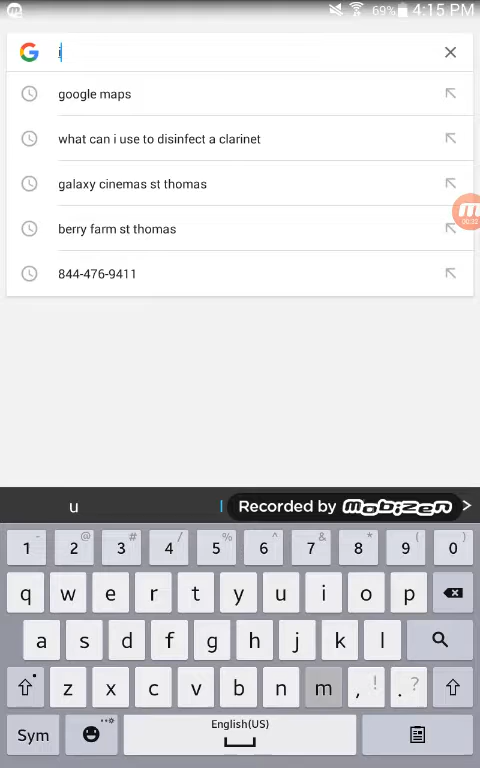 69% 4:15 PM
i
google maps
what can i use to disinfect a clarinet
galaxy cinemas st thomas
berry farm st thomas
844-476-9411
u Recorded by mobizen
- @ # / % ^ & * ( )
1 2 3 4 5 6 7 8 9 0
q w e r t y u i o p
a s d f g h j k l
z x c v b n m , ! . ?
Sym English(US)